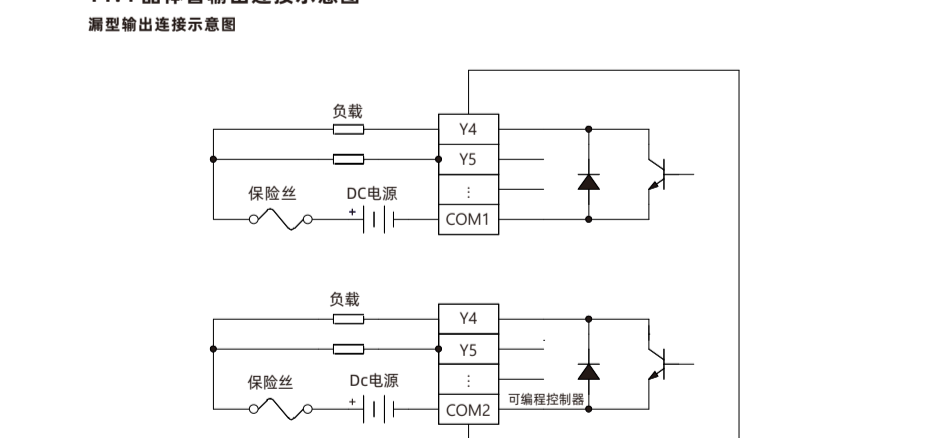 漏型输出连接示意图
负载
Y4
Y5
保险丝
DC电源
+
⋮
COM1
负载
Y4
Y5
保险丝
Dc电源
+
⋮
COM2
可编程控制器